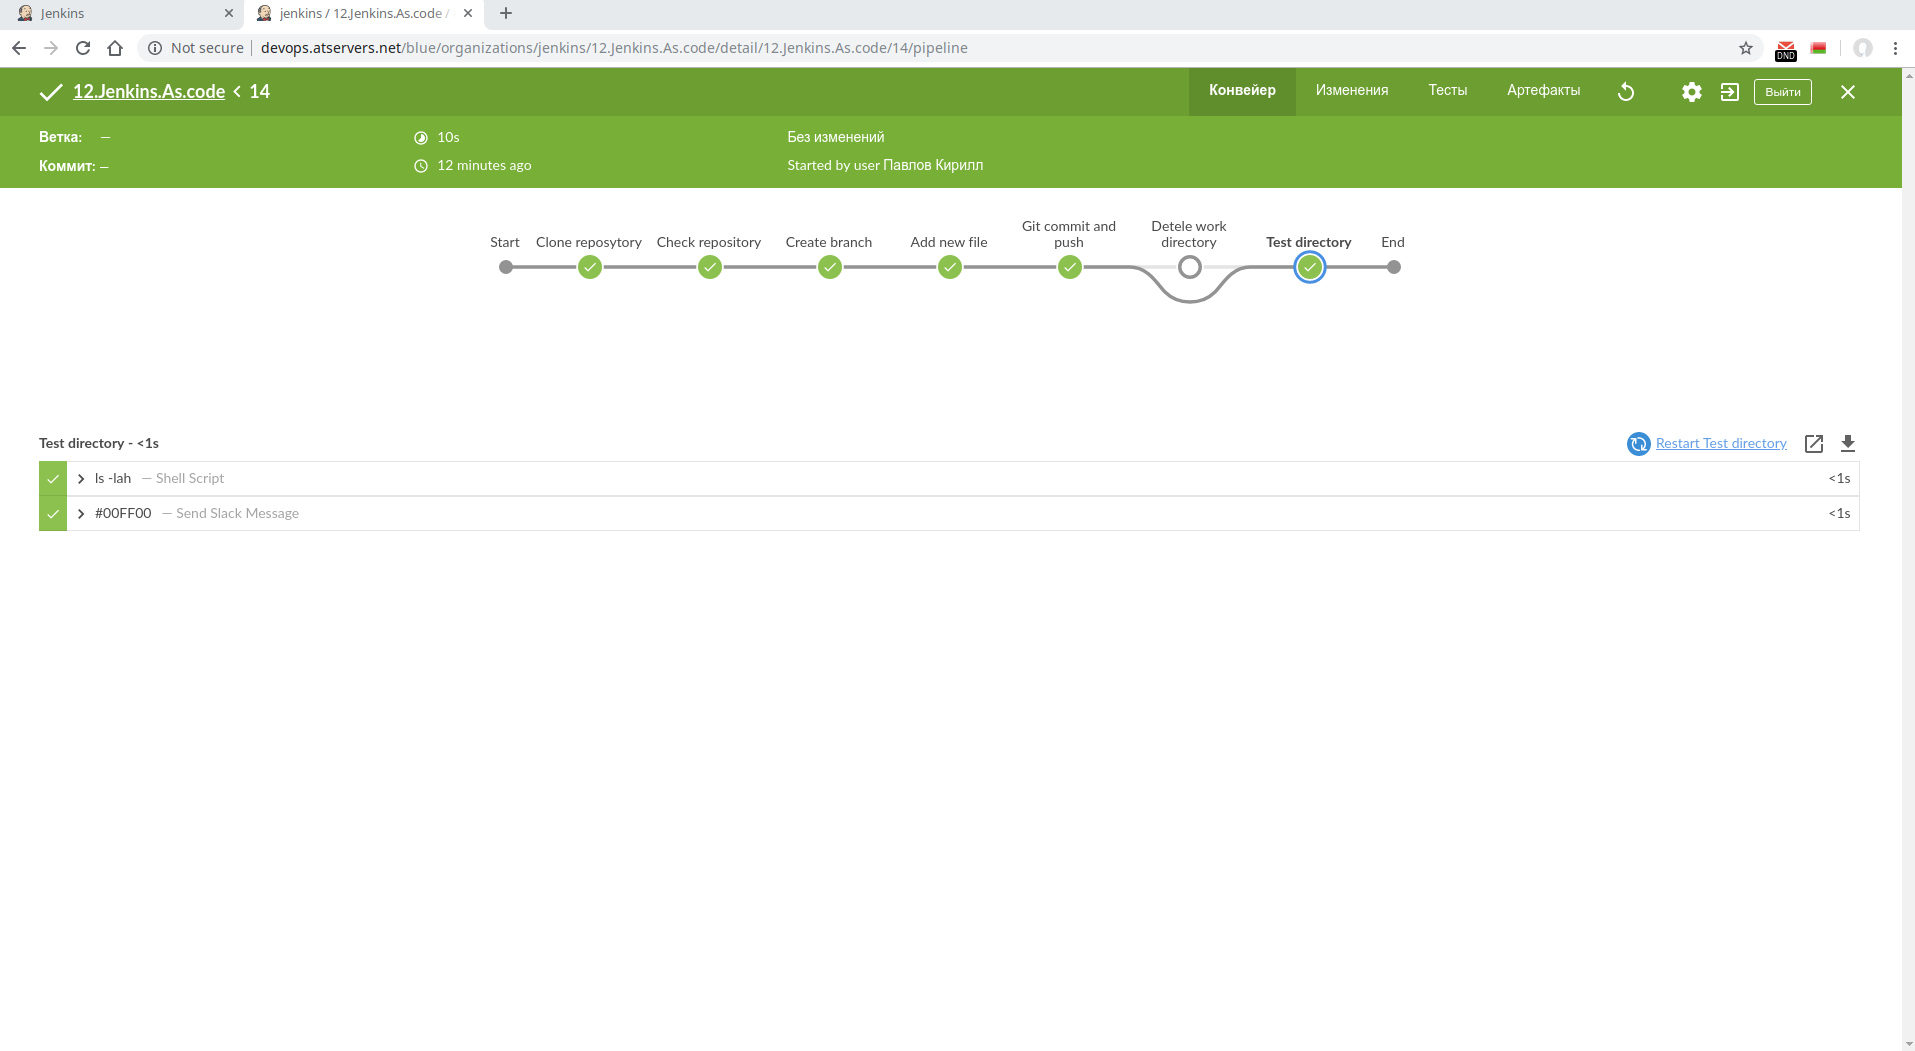 Jenkins
jenkins / 12.Jenkins.As.code /
Not secure devops.atservers.net/blue/organizations/jenkins/12.Jenkins.As.code/detail/12.Jenkins.As.code/14/pipeline
DND
12.Jenkins.As.code < 14
Конвейер Изменения Тесты Артефакты Выйти
Ветка: — 10s Без изменений
Коммит: — 12 minutes ago Started by user Павлов Кирилл
Start
Clone reposytory
Check repository
Create branch
Add new file
Git commit and
push
Detele work
directory
Test directory
End
Test directory - <1s
Restart Test directory
ls -lah — Shell Script <1s
#00FF00 — Send Slack Message <1s